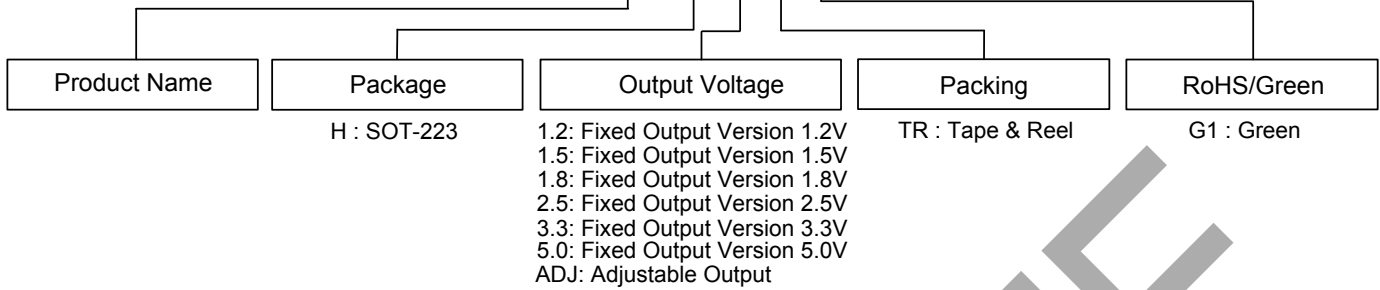 Product Name
Package
Output Voltage
Packing
RoHS/Green
H : SOT-223
1.2: Fixed Output Version 1.2V
1.5: Fixed Output Version 1.5V
1.8: Fixed Output Version 1.8V
2.5: Fixed Output Version 2.5V
3.3: Fixed Output Version 3.3V
5.0: Fixed Output Version 5.0V
ADJ: Adjustable Output
TR : Tape & Reel
G1 : Green